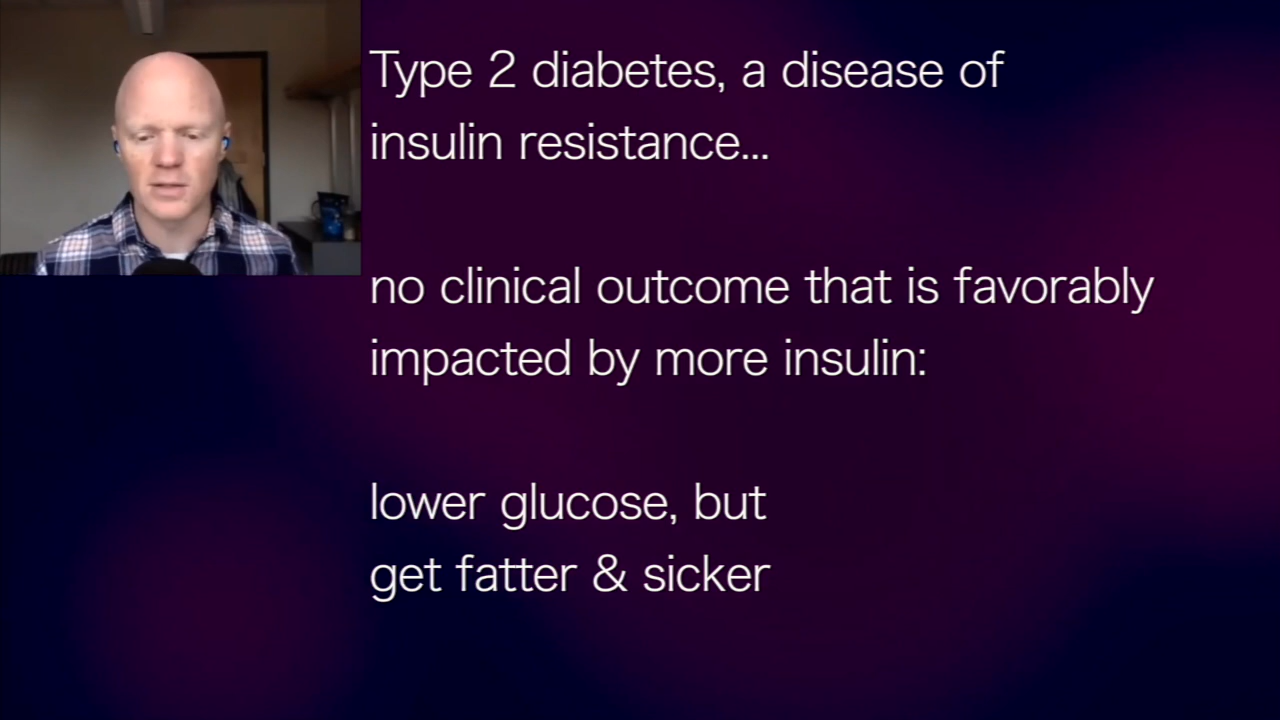 Type 2 diabetes, a disease of
insulin resistance...
no clinical outcome that is favorably
impacted by more insulin:
lower glucose, but
get fatter & sicker